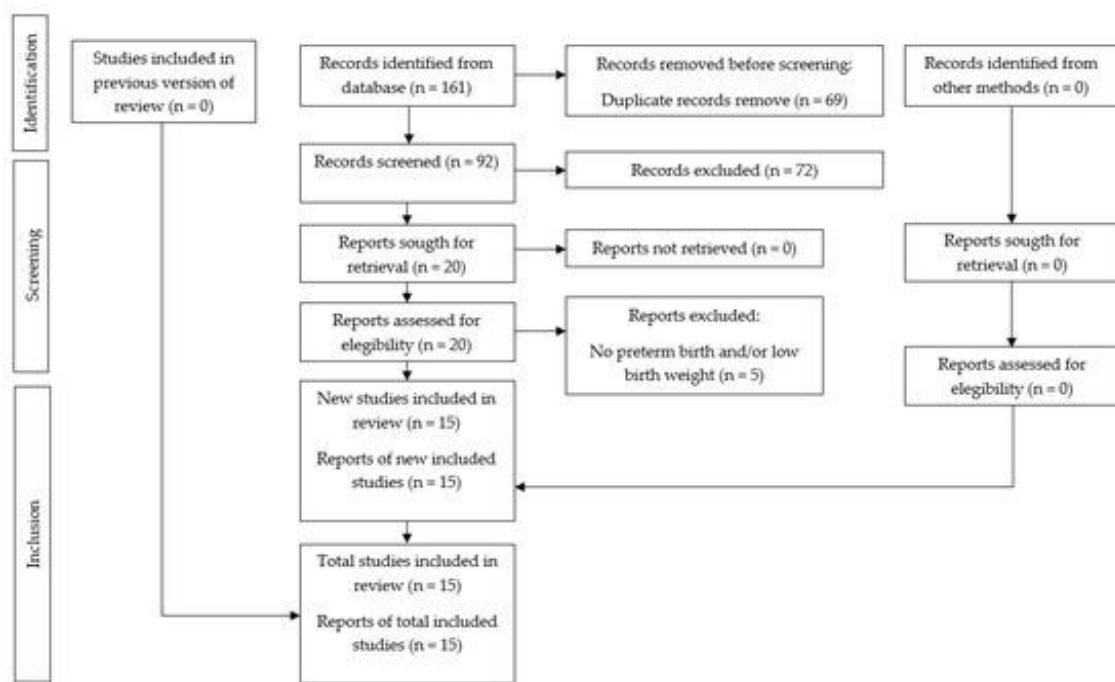 Identification
Studies included
in previous
version of
review (n = 0)
Records identified from
database (n = 161)
Records removed before screening:
Duplicate records remove (n = 69)
Records identified from
other methods (n = 0)
Screening
Records screened (n = 92)
Records excluded (n = 72)
Reports sougth for
retrieval (n = 20)
Reports not retrieved (n = 0)
Reports sougth for
retrieval (n = 0)
Reports assessed for
elegibility (n = 20)
Reports excluded:
No preterm birth and/or low
birth weight (n = 5)
Reports assessed for
elegibility (n = 0)
Inclusion
New studies included in
review (n = 15)
Reports of new included
studies (n = 15)
Total studies included in
review (n = 15)
Reports of total included
studies (n = 15)